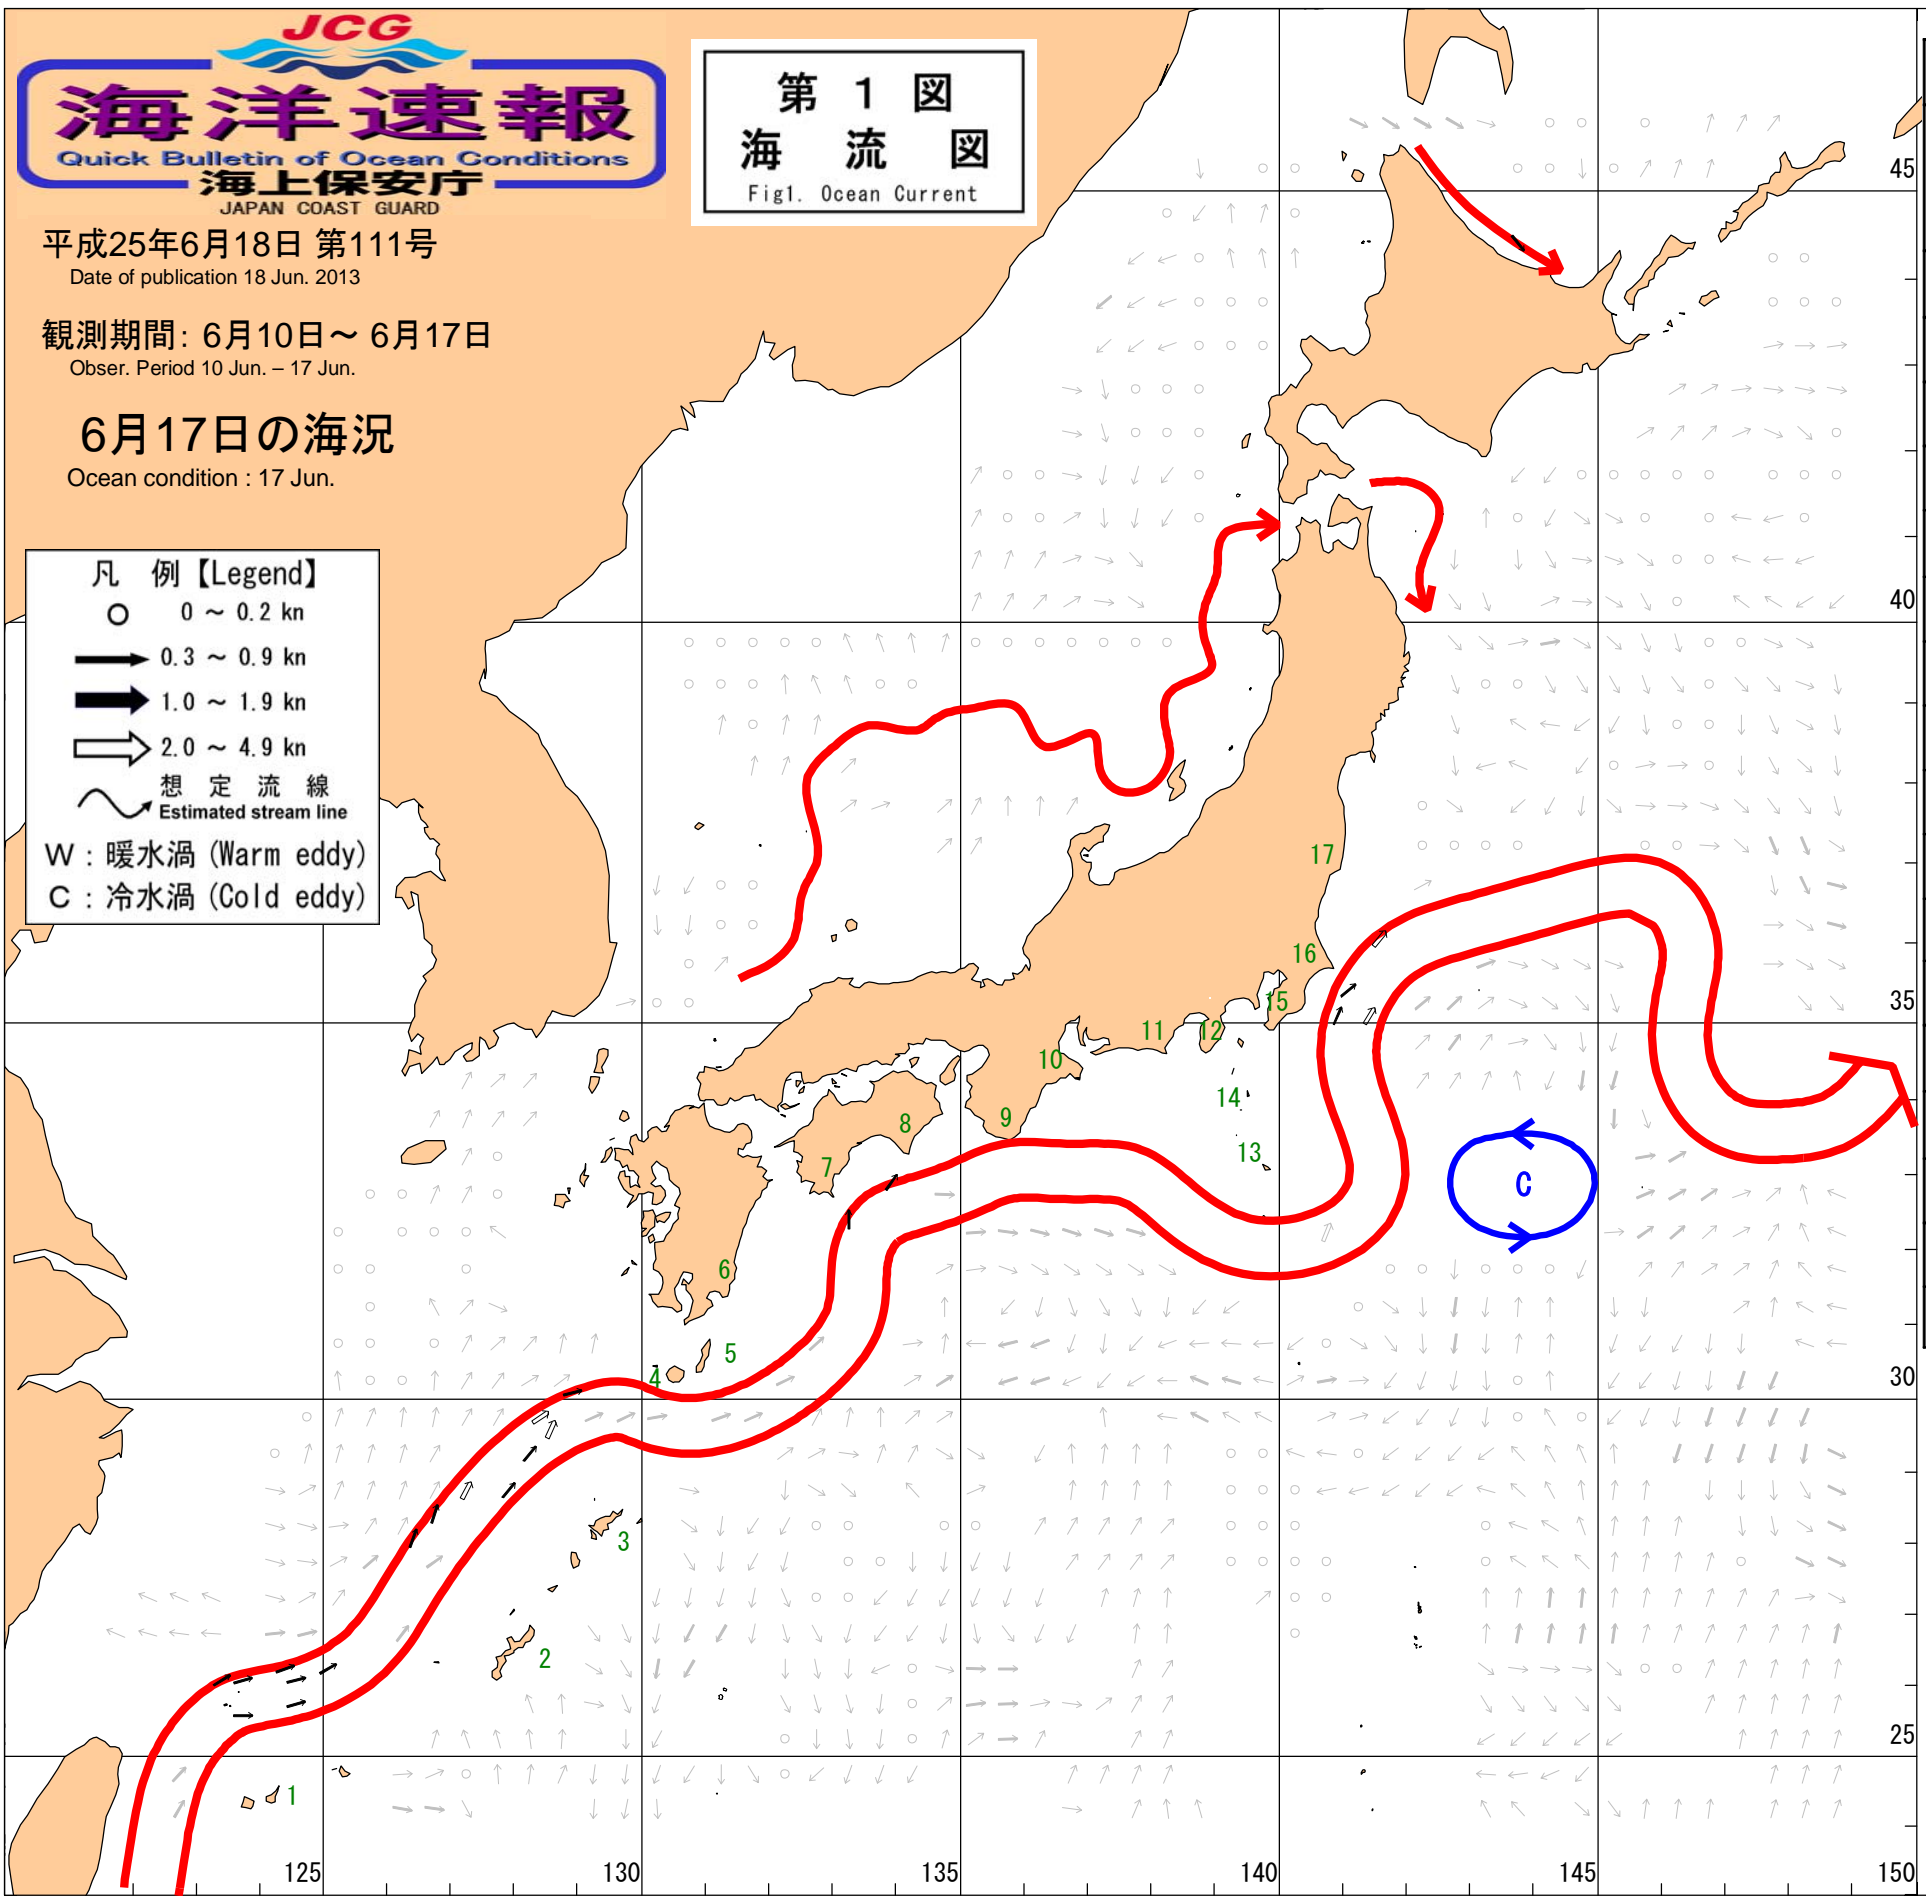 JCG
海洋速報
Quick Bulletin of Ocean Conditions
海上保安庁
JAPAN COAST GUARD
第 1 図
海 流 図
Fig1. Ocean Current
平成25年6月18日 第111号
Date of publication 18 Jun. 2013
観測期間: 6月10日～ 6月17日
Obser. Period 10 Jun. – 17 Jun.
6月17日の海況
Ocean condition : 17 Jun.
凡 例【Legend】
0 ～ 0.2 kn
0.3 ～ 0.9 kn
1.0 ～ 1.9 kn
2.0 ～ 4.9 kn
想 定 流 線
Estimated stream line
W : 暖水渦 (Warm eddy)
C : 冷水渦 (Cold eddy)
45
40
17
16
35
15
12
11
10
14
9
8
13
7
C
6
5
4
30
3
2
25
1
125
130
135
140
145
150